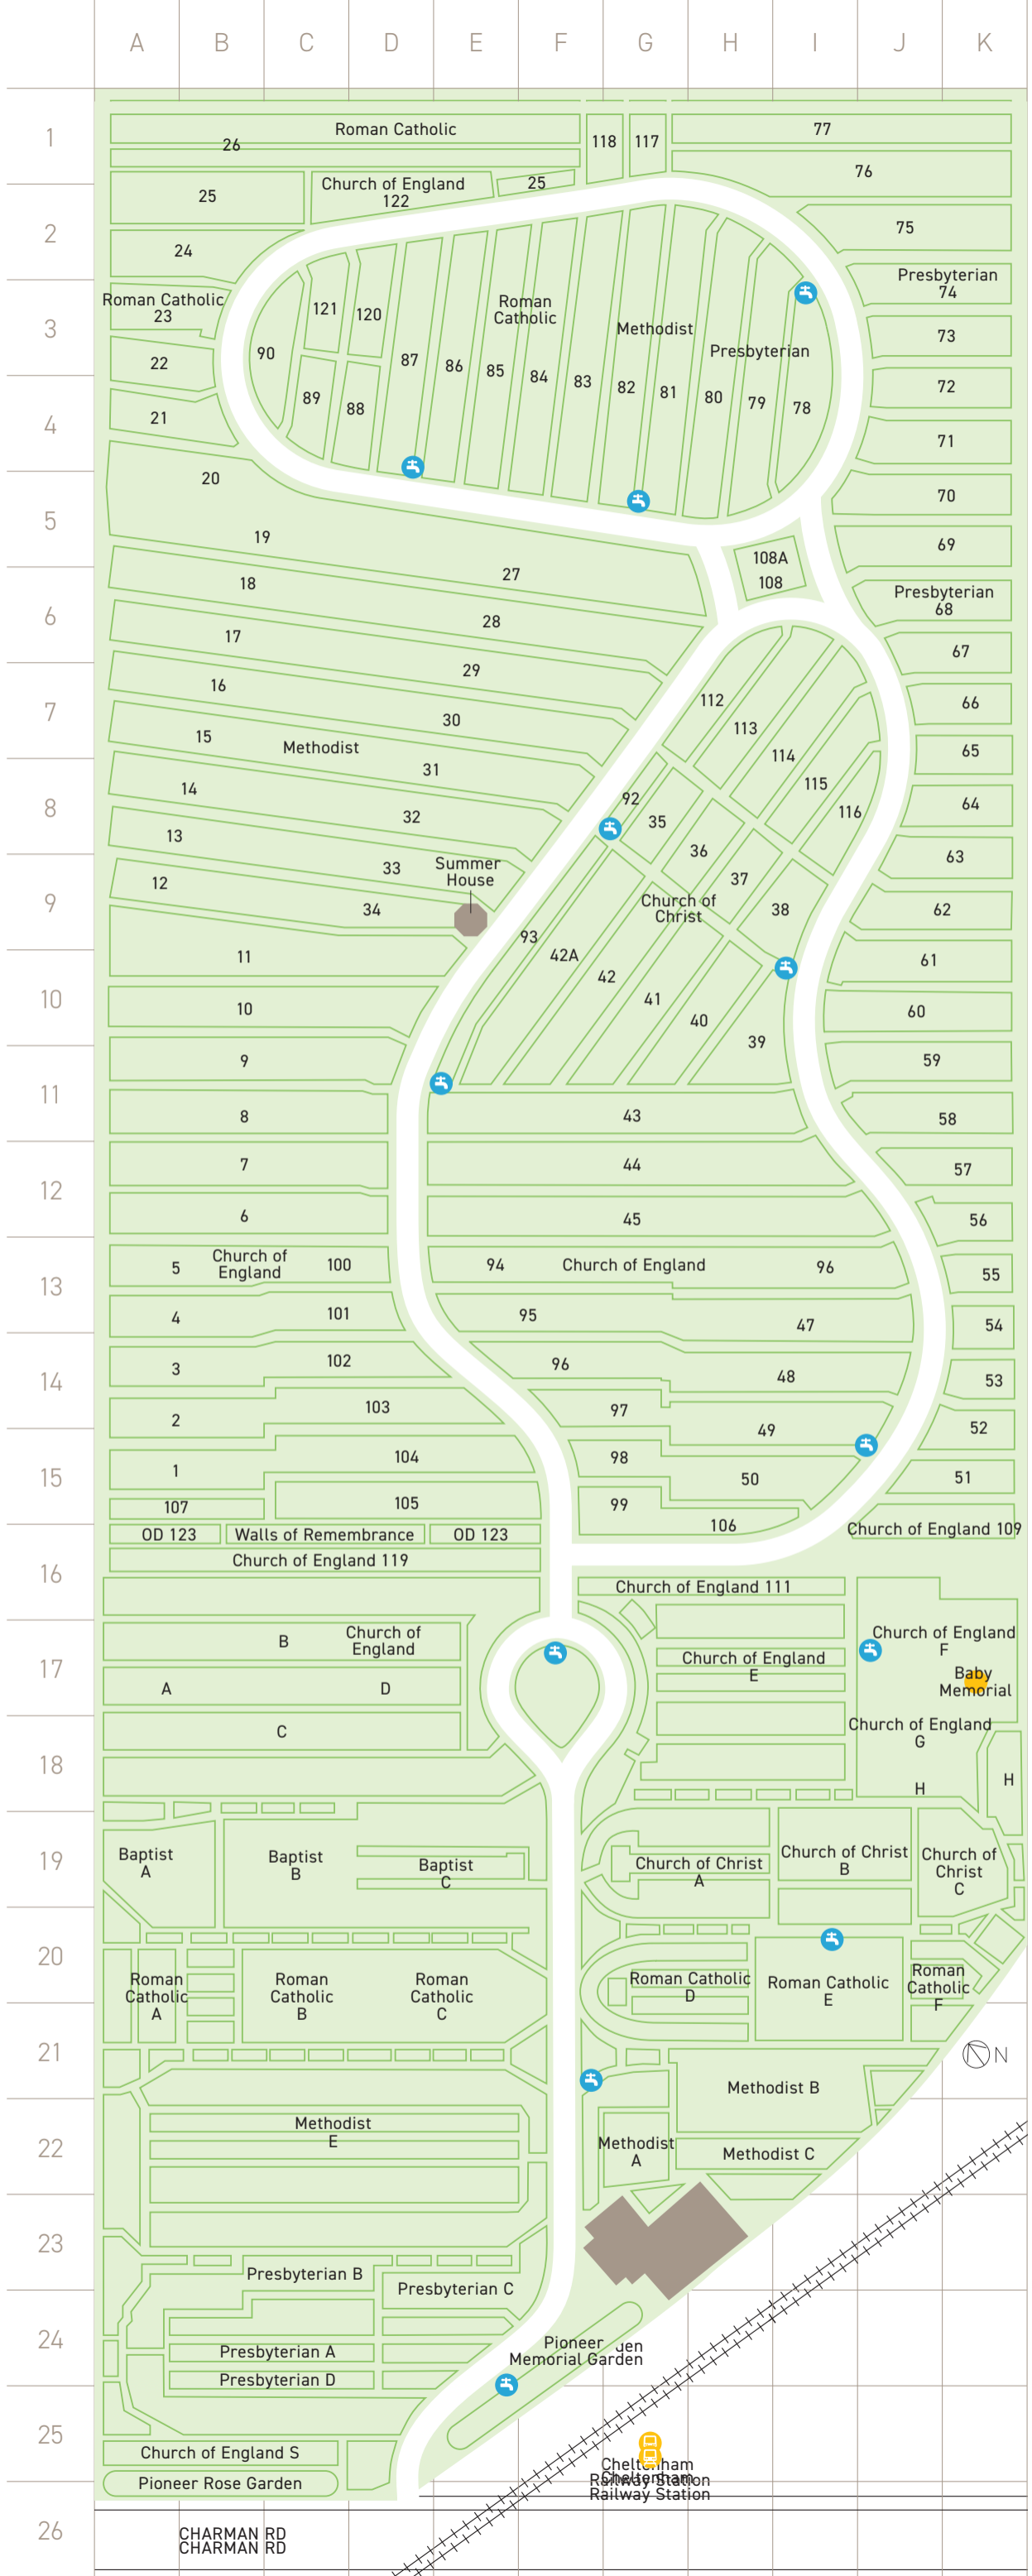 A B C D E F G H I J K
1
Roman Catholic
26
118
117
77
76
25
Church of England
122
25
2
24
75
Roman Catholic
23
Presbyterian
74
3
121
120
Roman
Catholic
Methodist
Presbyterian
73
22
90
87
86
85
84
83
82
81
80
79
78
72
89
88
4
21
71
20
70
5
19
27
108A
108
69
18
28
Presbyterian
68
6
17
29
67
16
30
112
66
7
15
Methodist
113
65
31
114
14
32
92
115
64
8
13
35
116
33
Summer
House
36
63
12
37
9
34
Church of
Christ
38
62
93
11
42A
61
42
10
10
41
60
40
39
9
59
11
8
43
58
7
44
57
12
6
45
56
5
Church of
England
100
94
Church of England
96
55
13
4
101
95
47
54
3
102
96
48
53
14
2
103
97
49
52
104
98
1
50
51
15
107
105
99
106
OD 123
Walls of Remembrance
OD 123
Church of England 109
16
Church of England 119
Church of England 111
B
Church of
England
Church of England
E
Church of England
F
17
A
D
Baby
Memorial
C
Church of England
G
18
H
H
19
Baptist
A
Baptist
B
Baptist
C
Church of Christ
A
Church of Christ
B
Church of
Christ
C
20
Roman
Catholic
A
Roman
Catholic
B
Roman
Catholic
C
Roman Catholic
D
Roman Catholic
E
Roman
Catholic
F
21
N
Methodist B
Methodist
E
22
Methodist
A
Methodist C
23
Presbyterian B
Presbyterian C
24
Presbyterian A
Pioneer
Memorial Garden
Presbyterian D
25
Church of England S
Cheltenham
Railway Station
Cheltenham
Railway Station
Pioneer Rose Garden
26
CHARMAN RD
CHARMAN RD